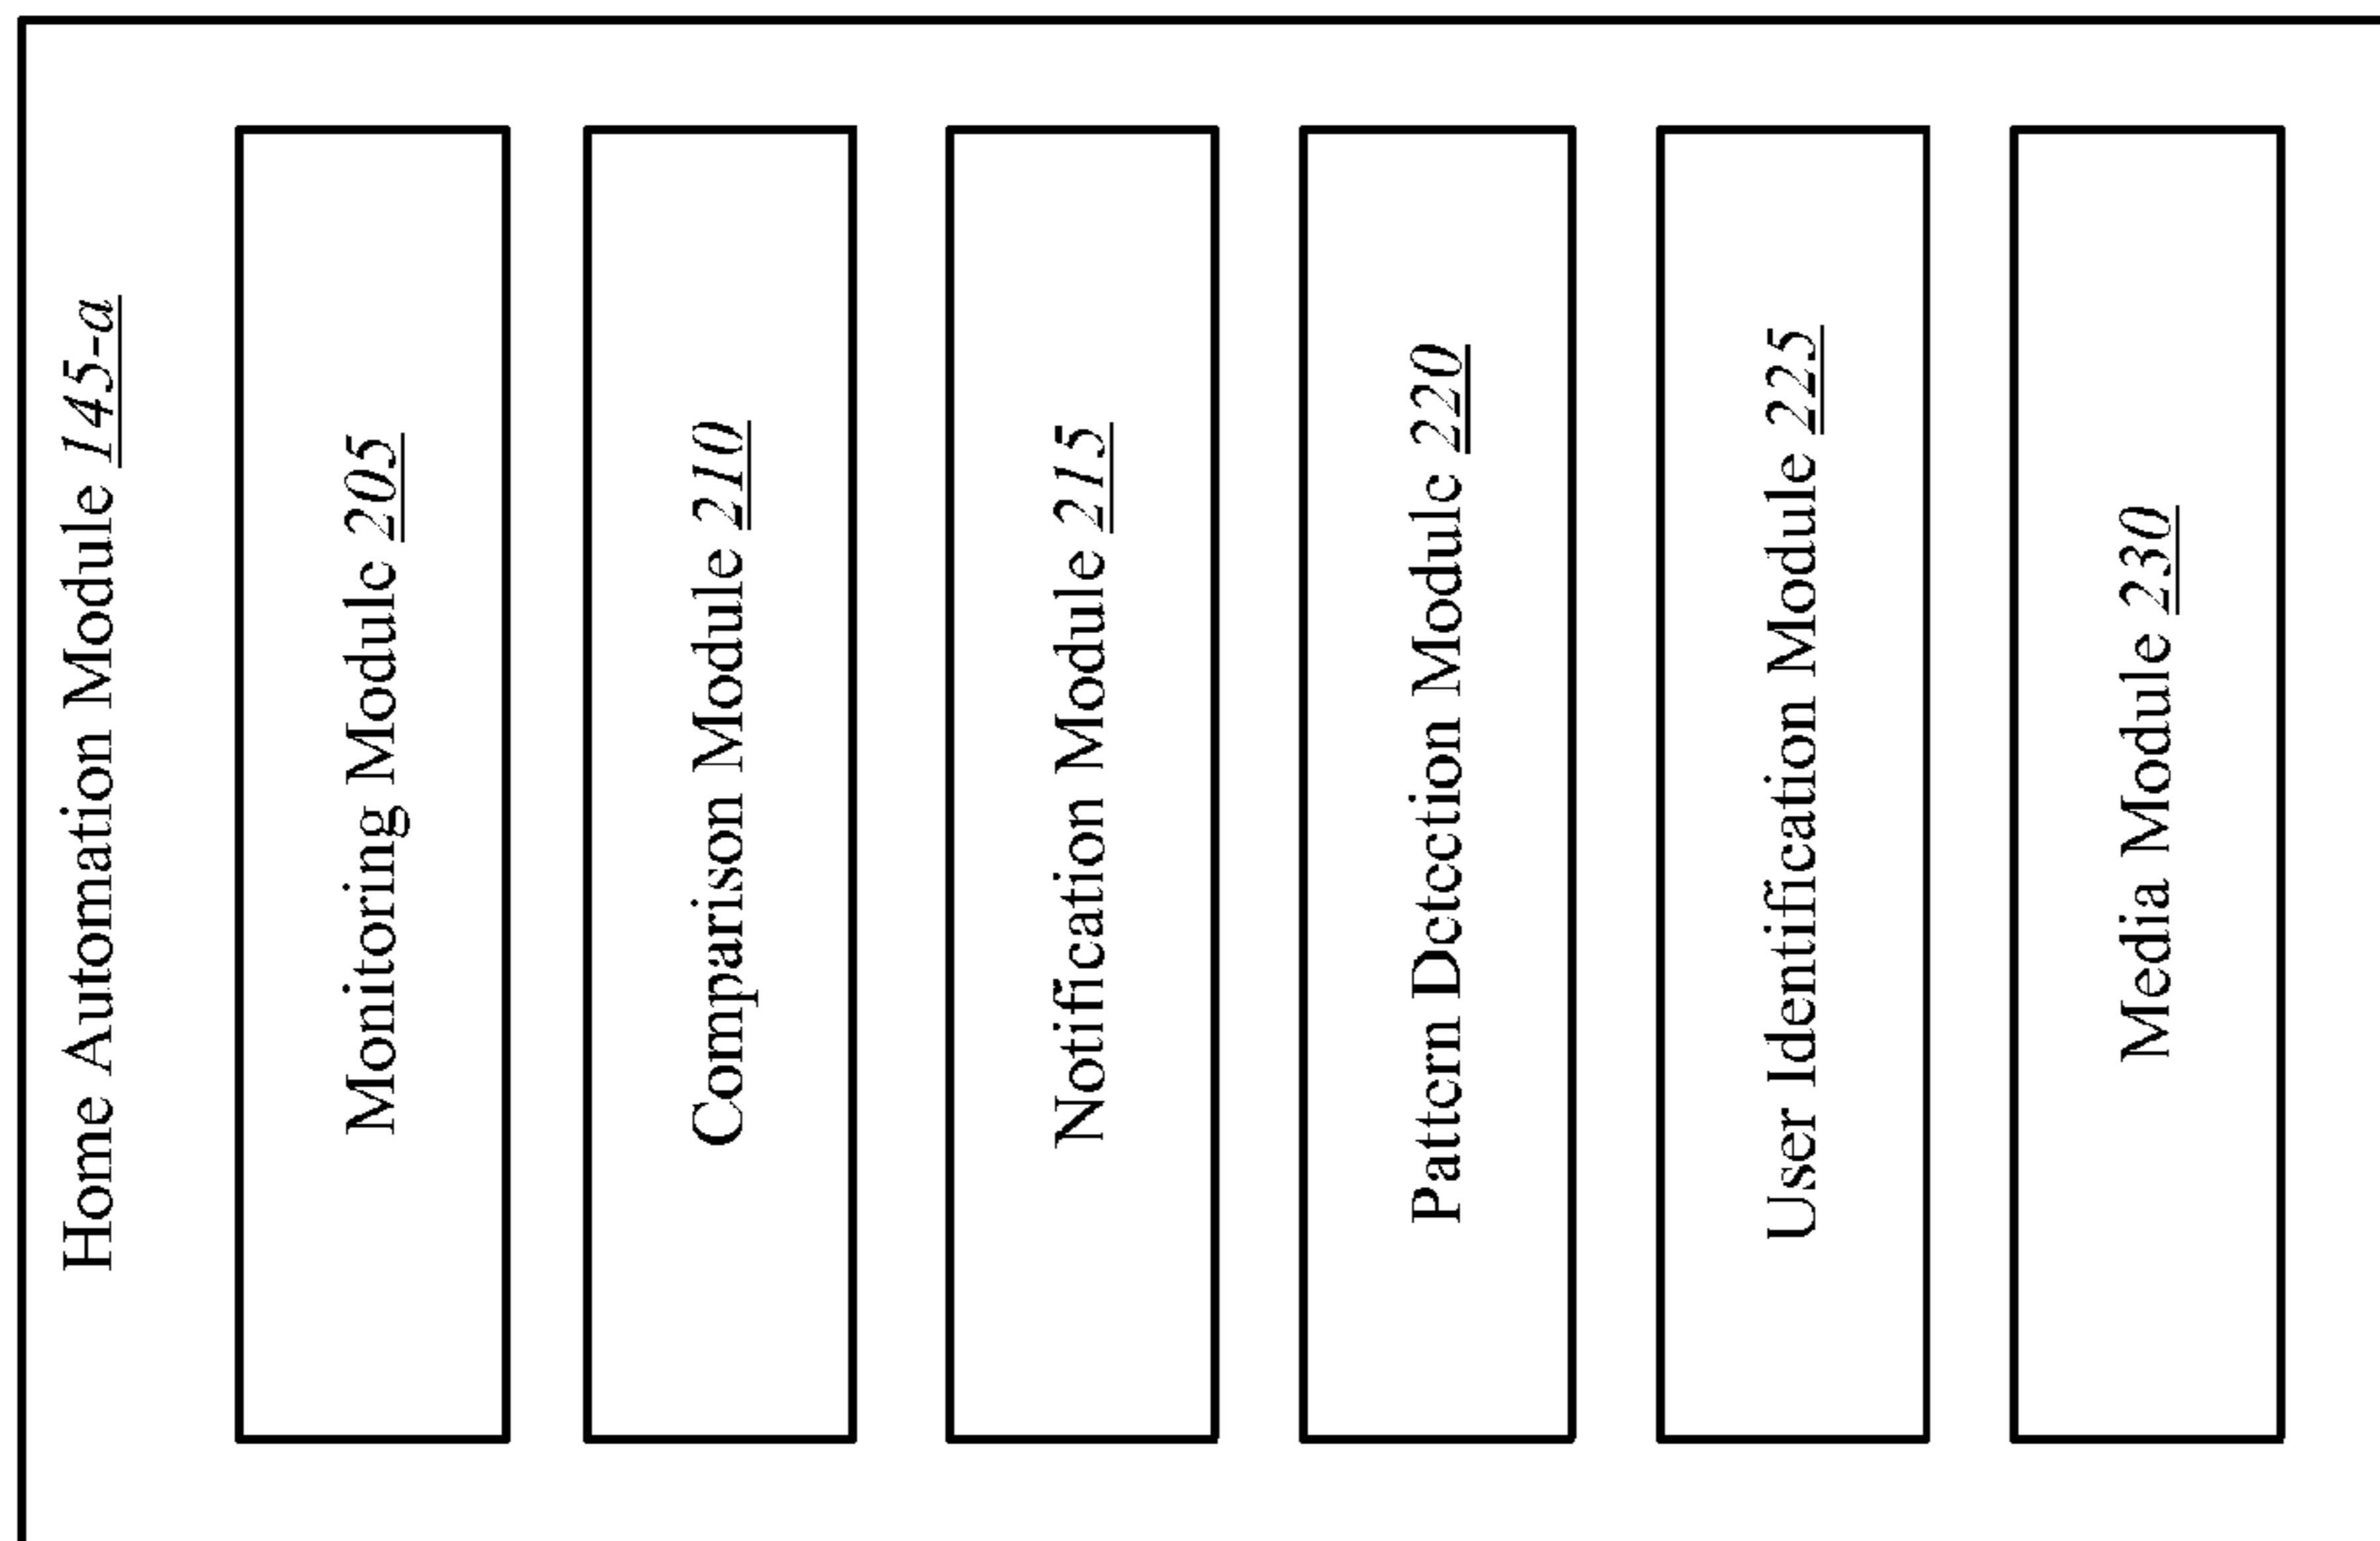 Home Automation Module 145-a
Monitoring Module 205
Comparison Module 210
Notification Module 215
Pattern Detection Module 220
User Identification Module 225
Media Module 230